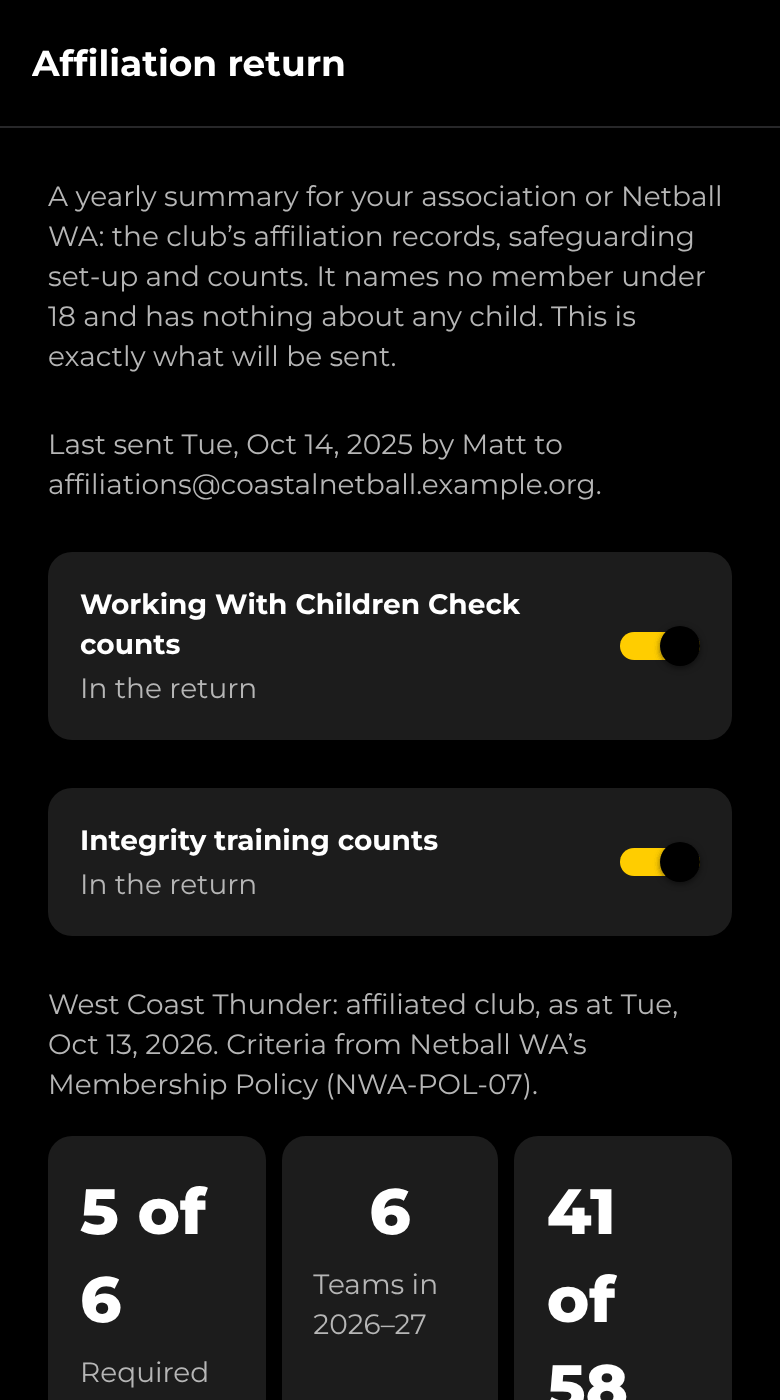 Affiliation return
A yearly summary for your association or Netball
WA: the club’s affiliation records, safeguarding
set-up and counts. It names no member under
18 and has nothing about any child. This is
exactly what will be sent.
Last sent Tue, Oct 14, 2025 by Matt to
affiliations@coastalnetball.example.org.
Working With Children Check
counts
In the return
Integrity training counts
In the return
West Coast Thunder: affiliated club, as at Tue,
Oct 13, 2026. Criteria from Netball WA’s
Membership Policy (NWA-POL-07).
5 of
6
Required
6
Teams in
2026–27
41
of
58